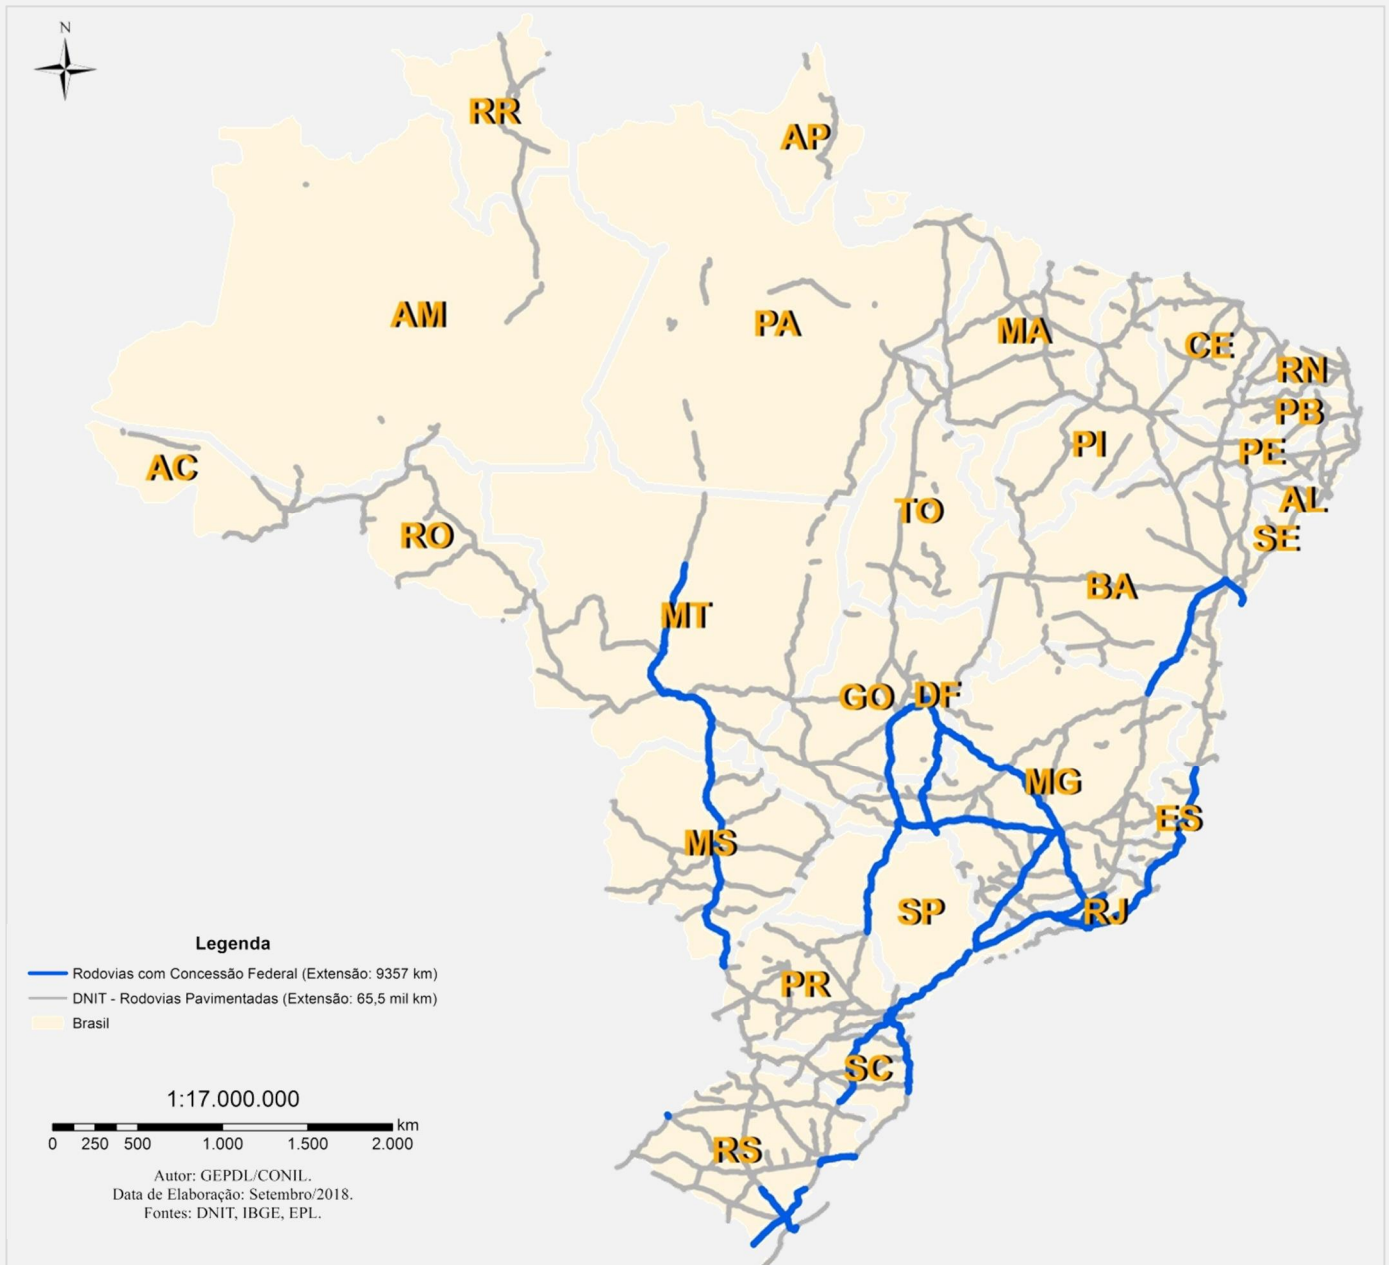 N
RR
AP
AM
PA
MA
CE
RN
PB
PI
PE
AC
AL
TO
RO
SE
BA
MT
GO DF
MG
ES
MS
SP
RJ
PR
SC
RS
Legenda
Rodovias com Concessão Federal (Extensão: 9357 km)
DNIT - Rodovias Pavimentadas (Extensão: 65,5 mil km)
Brasil
1:17.000.000
km
0 250 500 1.000 1.500 2.000
Autor: GEPDL/CONIL.
Data de Elaboração: Setembro/2018.
Fontes: DNIT, IBGE, EPL.